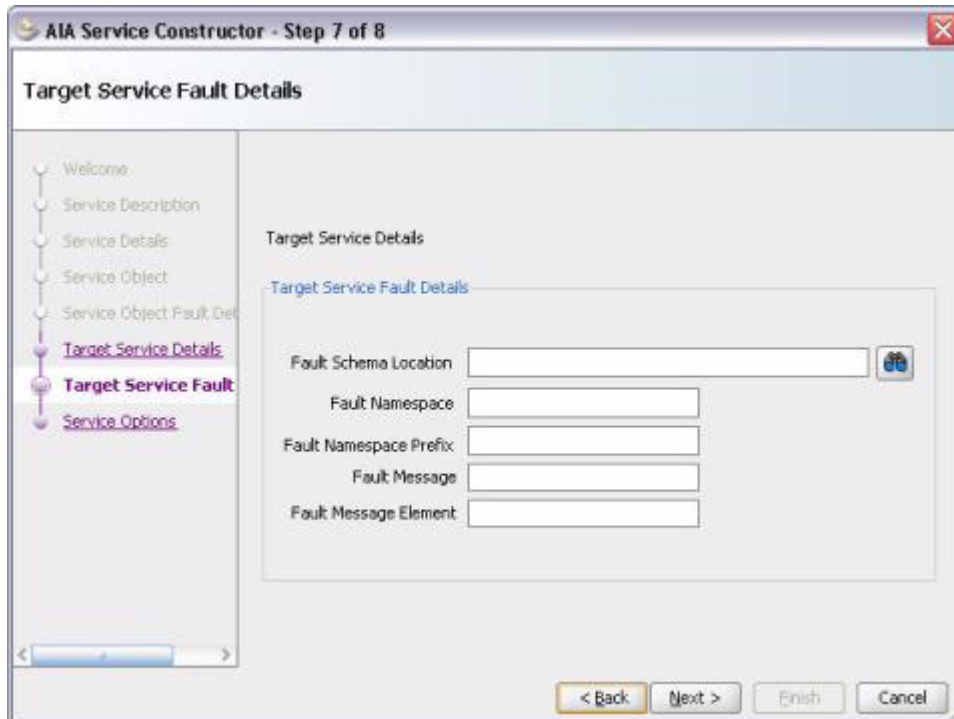 AIA Service Constructor - Step 7 of 8
Target Service Fault Details
Welcome
Service Description
Service Details
Service Object
Service Object Fault Det
Target Service Details
Target Service Fault
Service Options
Target Service Details
Target Service Fault Details
Fault Schema Location
Fault Namespace
Fault Namespace Prefix
Fault Message
Fault Message Element
< Back
Next >
Finish
Cancel